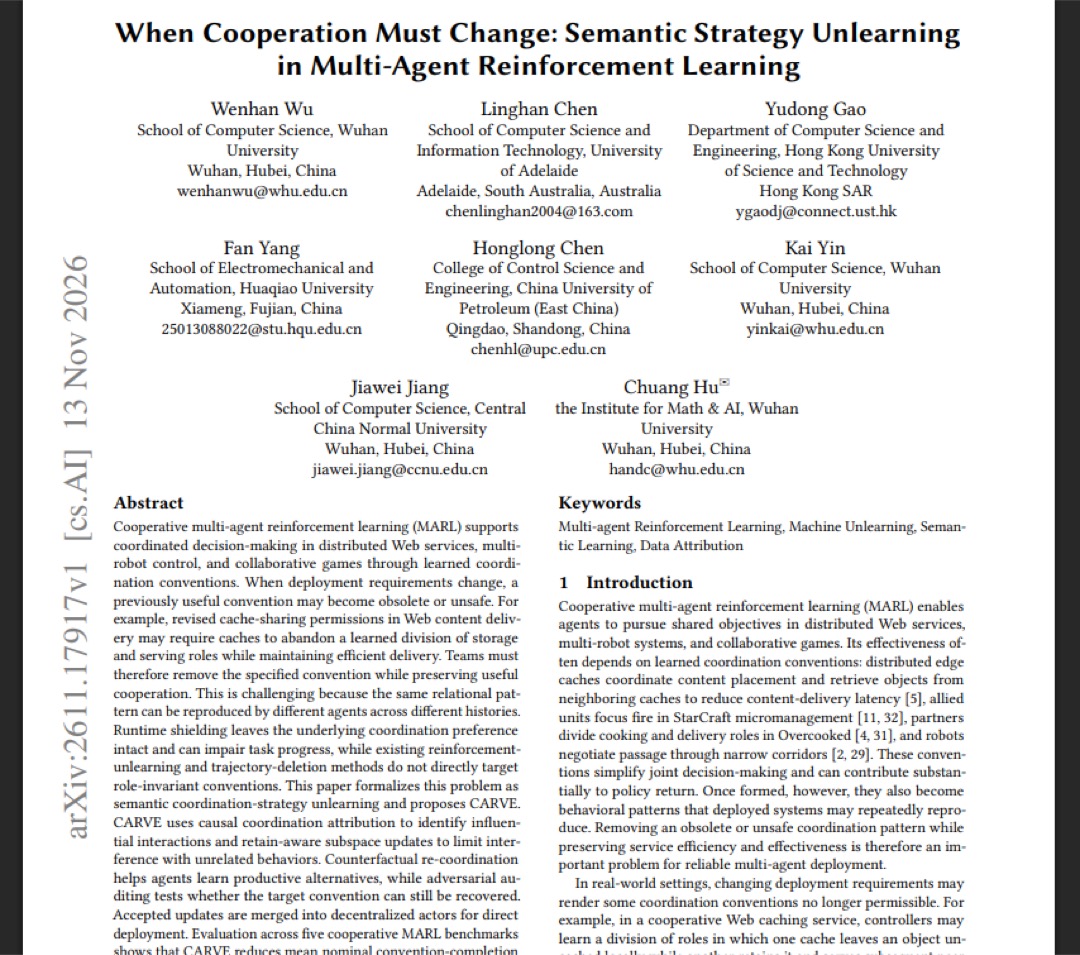 When Cooperation Must Change: Semantic Strategy Unlearning
in Multi-Agent Reinforcement Learning
Wenhan Wu
School of Computer Science, Wuhan
University
Wuhan, Hubei, China
wenhanwu@whu.edu.cn
Linghan Chen
School of Computer Science and
Information Technology, University
of Adelaide
Adelaide, South Australia, Australia
chenlinghan2004@163.com
Yudong Gao
Department of Computer Science and
Engineering, Hong Kong University
of Science and Technology
Hong Kong SAR
ygaodj@connect.ust.hk
Fan Yang
School of Electromechanical and
Automation, Huaqiao University
Xiameng, Fujian, China
25013088022@stu.hqu.edu.cn
Honglong Chen
College of Control Science and
Engineering, China University of
Petroleum (East China)
Qingdao, Shandong, China
chenhl@upc.edu.cn
Kai Yin
School of Computer Science, Wuhan
University
Wuhan, Hubei, China
yinkai@whu.edu.cn
Jiawei Jiang
School of Computer Science, Central
China Normal University
Wuhan, Hubei, China
jiawei.jiang@ccnu.edu.cn
Chuang Hu✉
the Institute for Math & AI, Wuhan
University
Wuhan, Hubei, China
handc@whu.edu.cn
arXiv:2611.17917v1 [cs.AI] 13 Nov 2026
Abstract
Cooperative multi-agent reinforcement learning (MARL) supports
coordinated decision-making in distributed Web services, multi-
robot control, and collaborative games through learned coordi-
nation conventions. When deployment requirements change, a
previously useful convention may become obsolete or unsafe. For
example, revised cache-sharing permissions in Web content deliv-
ery may require caches to abandon a learned division of storage
and serving roles while maintaining efficient delivery. Teams must
therefore remove the specified convention while preserving useful
cooperation. This is challenging because the same relational pat-
tern can be reproduced by different agents across different histories.
Runtime shielding leaves the underlying coordination preference
intact and can impair task progress, while existing reinforcement-
unlearning and trajectory-deletion methods do not directly target
role-invariant conventions. This paper formalizes this problem as
semantic coordination-strategy unlearning and proposes CARVE.
CARVE uses causal coordination attribution to identify influen-
tial interactions and retain-aware subspace updates to limit inter-
ference with unrelated behaviors. Counterfactual re-coordination
helps agents learn productive alternatives, while adversarial au-
diting tests whether the target convention can still be recovered.
Accepted updates are merged into decentralized actors for direct
deployment. Evaluation across five cooperative MARL benchmarks
shows that CARVE reduces mean nominal convention-completion
Keywords
Multi-agent Reinforcement Learning, Machine Unlearning, Seman-
tic Learning, Data Attribution
1 Introduction
Cooperative multi-agent reinforcement learning (MARL) enables
agents to pursue shared objectives in distributed Web services,
multi-robot systems, and collaborative games. Its effectiveness of-
ten depends on learned coordination conventions: distributed edge
caches coordinate content placement and retrieve objects from
neighboring caches to reduce content-delivery latency [5], allied
units focus fire in StarCraft micromanagement [11, 32], partners
divide cooking and delivery roles in Overcooked [4, 31], and robots
negotiate passage through narrow corridors [2, 29]. These conven-
tions simplify joint decision-making and can contribute substan-
tially to policy return. Once formed, however, they also become
behavioral patterns that deployed systems may repeatedly repro-
duce. Removing an obsolete or unsafe coordination pattern while
preserving service efficiency and effectiveness is therefore an im-
portant problem for reliable multi-agent deployment.
In real-world settings, changing deployment requirements may
render some coordination conventions no longer permissible. For
example, in a cooperative Web caching service, controllers may
learn a division of roles in which one cache leaves an object un-